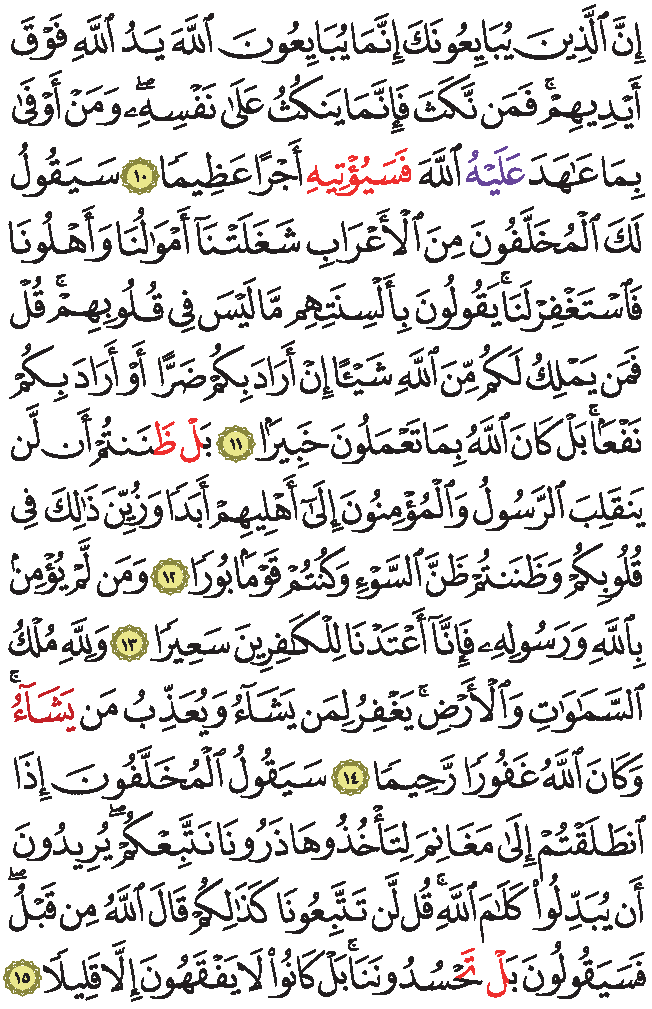 إِنَّ ٱلَّذِينَ يُبَايِعُونَكَ إِنَّمَا يُبَايِعُونَ ٱللَّهَ يَدُ ٱللَّهِ فَوْقَ
أَيْدِيهِمْۚ فَمَن نَّكَثَ فَإِنَّمَا يَنكُثُ عَلَىٰ نَفْسِهِۦۖ وَمَنْ أَوْفَىٰ
بِمَا عَٰهَدَ عَلَيْهُ ٱللَّهَ فَسَيُؤْتِيهِ أَجْرًا عَظِيمًا ١٠ سَيَقُولُ
لَكَ ٱلْمُخَلَّفُونَ مِنَ ٱلْأَعْرَابِ شَغَلَتْنَآ أَمْوَٰلُنَا وَأَهْلُونَا
فَٱسْتَغْفِرْ لَنَاۚ يَقُولُونَ بِأَلْسِنَتِهِم مَّا لَيْسَ فِى قُلُوبِهِمْۚ قُلْ
فَمَن يَمْلِكُ لَكُم مِّنَ ٱللَّهِ شَيْـًٔا إِنْ أَرَادَ بِكُمْ ضَرًّا أَوْ أَرَادَ بِكُمْ
نَفْعًۢاۚ بَلْ كَانَ ٱللَّهُ بِمَا تَعْمَلُونَ خَبِيرًۢا ١١ بَلْ ظَنَنتُمْ أَن لَّن
يَنقَلِبَ ٱلرَّسُولُ وَٱلْمُؤْمِنُونَ إِلَىٰٓ أَهْلِيهِمْ أَبَدًا وَزُيِّنَ ذَٰلِكَ فِى
قُلُوبِكُمْ وَظَنَنتُمْ ظَنَّ ٱلسَّوْءِ وَكُنتُمْ قَوْمًۢا بُورًا ١٢ وَمَن لَّمْ يُؤْمِنۢ
بِٱللَّهِ وَرَسُولِهِۦ فَإِنَّآ أَعْتَدْنَا لِلْكَٰفِرِينَ سَعِيرًا ١٣ وَلِلَّهِ مُلْكُ
ٱلسَّمَٰوَٰتِ وَٱلْأَرْضِۚ يَغْفِرُ لِمَن يَشَآءُ وَيُعَذِّبُ مَن يَشَآءُۚ
وَكَانَ ٱللَّهُ غَفُورًا رَّحِيمًا ١٤ سَيَقُولُ ٱلْمُخَلَّفُونَ إِذَا
ٱنطَلَقْتُمْ إِلَىٰ مَغَانِمَ لِتَأْخُذُوهَا ذَرُونَا نَتَّبِعْكُمْۖ يُرِيدُونَ
أَن يُبَدِّلُوا۟ كَلَٰمَ ٱللَّهِۚ قُل لَّن تَتَّبِعُونَا كَذَٰلِكُمْ قَالَ ٱللَّهُ مِن قَبْلُۖ
فَسَيَقُولُونَ بَلْ تَحْسُدُونَنَاۚ بَلْ كَانُوا۟ لَا يَفْقَهُونَ إِلَّا قَلِيلًا ١٥